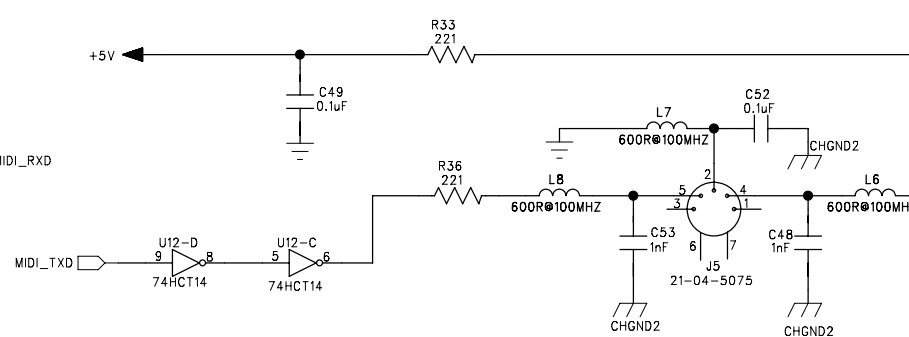 R33
221
+5V
C49
0.1uF
C52
0.1uF
L7
600R@100MHZ
CHGND2
MIDI_RXD
R36
221
L8
600R@100MHZ
2
5
4
3
1
L6
600R@100MH
C53
1nF
C48
1nF
6
7
J5
21-04-5075
U12-D
U12-C
MIDI_TXD
9
8
5
6
74HCT14
74HCT14
CHGND2
CHGND2